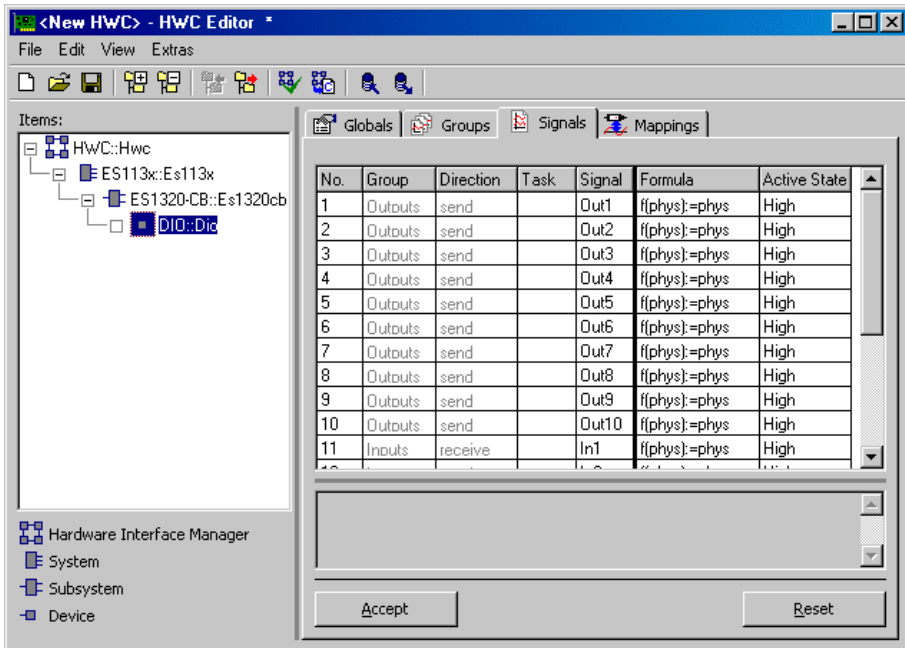 <New HWC> - HWC Editor *
File Edit View Extras
Items:
HWC::Hwc
ES113x::Es113x
ES1320-CB::Es1320cb
DIO::Dio
Hardware Interface Manager
System
Subsystem
Device
Globals Groups Signals Mappings
No. Group Direction Task Signal Formula Active State
1 Outputs send Out1 f(phys):=phys High
2 Outputs send Out2 f(phys):=phys High
3 Outputs send Out3 f(phys):=phys High
4 Outputs send Out4 f(phys):=phys High
5 Outputs send Out5 f(phys):=phys High
6 Outputs send Out6 f(phys):=phys High
7 Outputs send Out7 f(phys):=phys High
8 Outputs send Out8 f(phys):=phys High
9 Outputs send Out9 f(phys):=phys High
10 Outputs send Out10 f(phys):=phys High
11 Inputs receive In1 f(phys):=phys High
Accept Reset